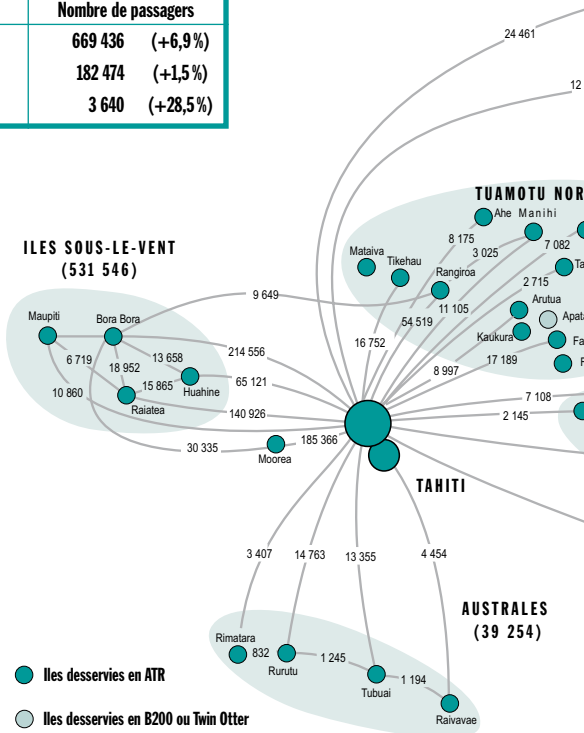 Nombre de passagers
669 436 (+6,9%)
182 474 (+1,5%)
3 640 (+28,5%)
24 461
12
TUAMOTU NOR
Ahe Manihi
8 175
3 025
7 082
Mataiva
Tikehau
Rangiroa
Ta
2 715
ILES SOUS-LE-VENT
(531 546)
9 649
11 105
Arutua
Apata
54 519
Kaukura
Fa
16 752
17 189
8 997
Maupiti
Bora Bora
6 719
18 952
13 658
214 556
15 865
65 121
Huahine
10 860
Raiatea
140 926
7 108
2 145
30 335
185 366
Moorea
TAHITI
3 407
14 763
13 355
4 454
AUSTRALES
(39 254)
Rimatara
832
Rurutu
1 245
Tubuai
1 194
Raivavae
Iles desservies en ATR
Iles desservies en B200 ou Twin Otter